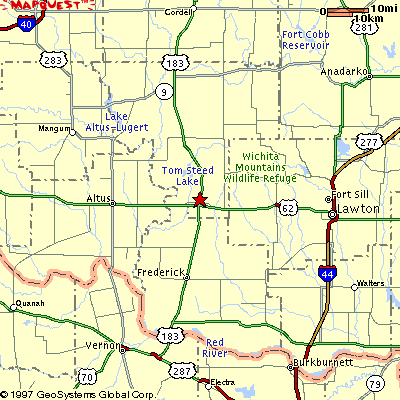 MAPQUEST™
Cordell
0 10mi
10km
40
283
183
281
Fort Cobb
Reservoir
Anadarko
9
Lake
Altus-Lugert
Mangum
277
Wichita
Mountains
Wildlife Refuge
Tom Steed
Lake
Altus
62
Fort Sill
Lawton
Frederick
44
Walters
Quanah
183
Red
River
Vernon
287
70
Electra
Burkburnett
79
©1997 GeoSystems Global Corp.